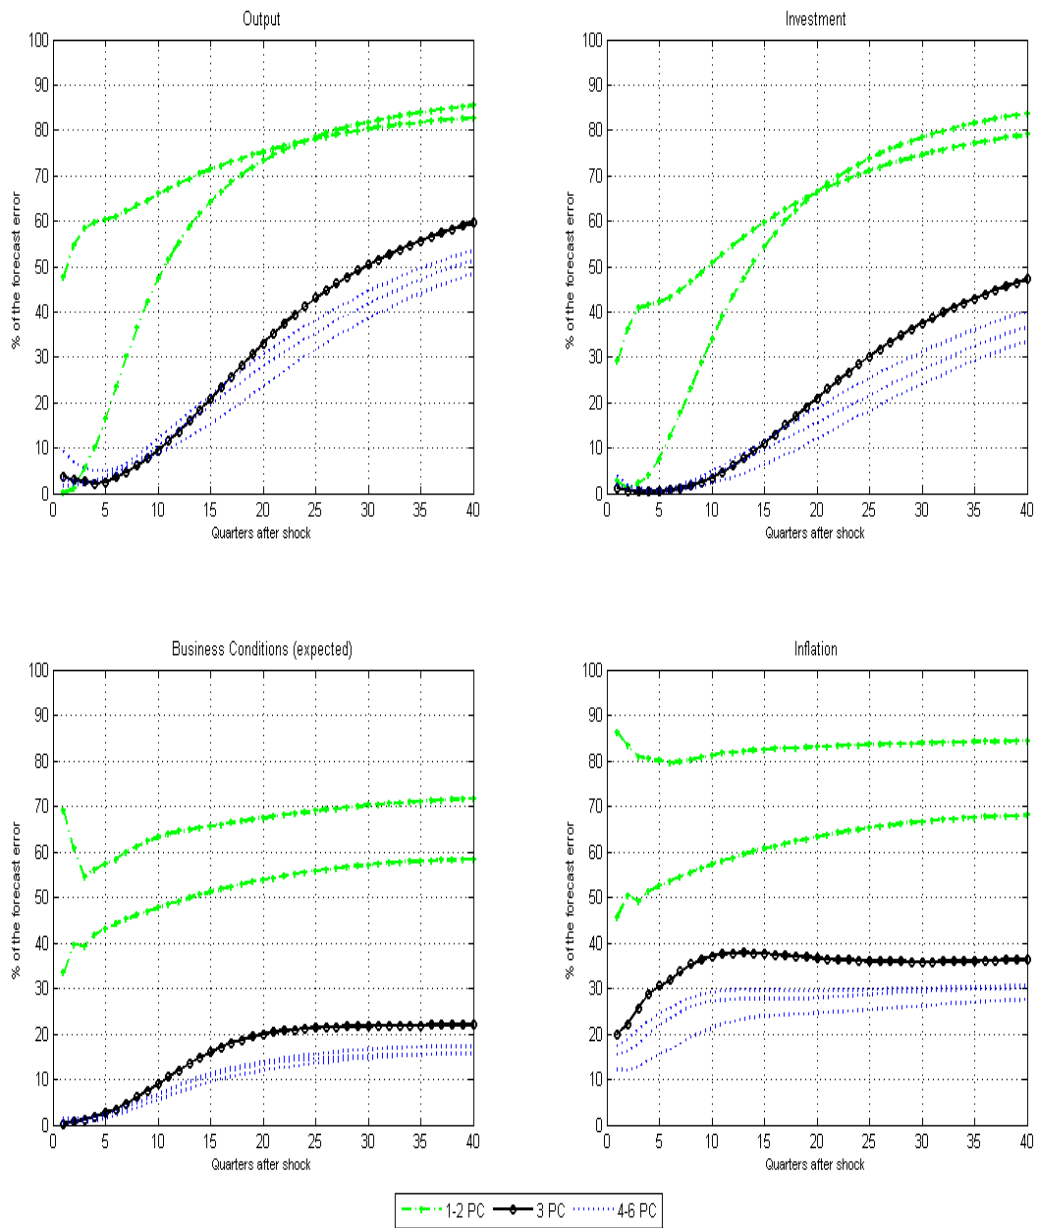 Output
% of the forecast error
100
90
80
70
60
50
40
30
20
10
0
0 5 10 15 20 25 30 35 40
Quarters after shock
Investment
% of the forecast error
100
90
80
70
60
50
40
30
20
10
0
0 5 10 15 20 25 30 35 40
Quarters after shock
Business Conditions (expected)
% of the forecast error
100
90
80
70
60
50
40
30
20
10
0
0 5 10 15 20 25 30 35 40
Quarters after shock
Inflation
% of the forecast error
100
90
80
70
60
50
40
30
20
10
0
0 5 10 15 20 25 30 35 40
Quarters after shock
1-2 PC 3 PC 4-6 PC